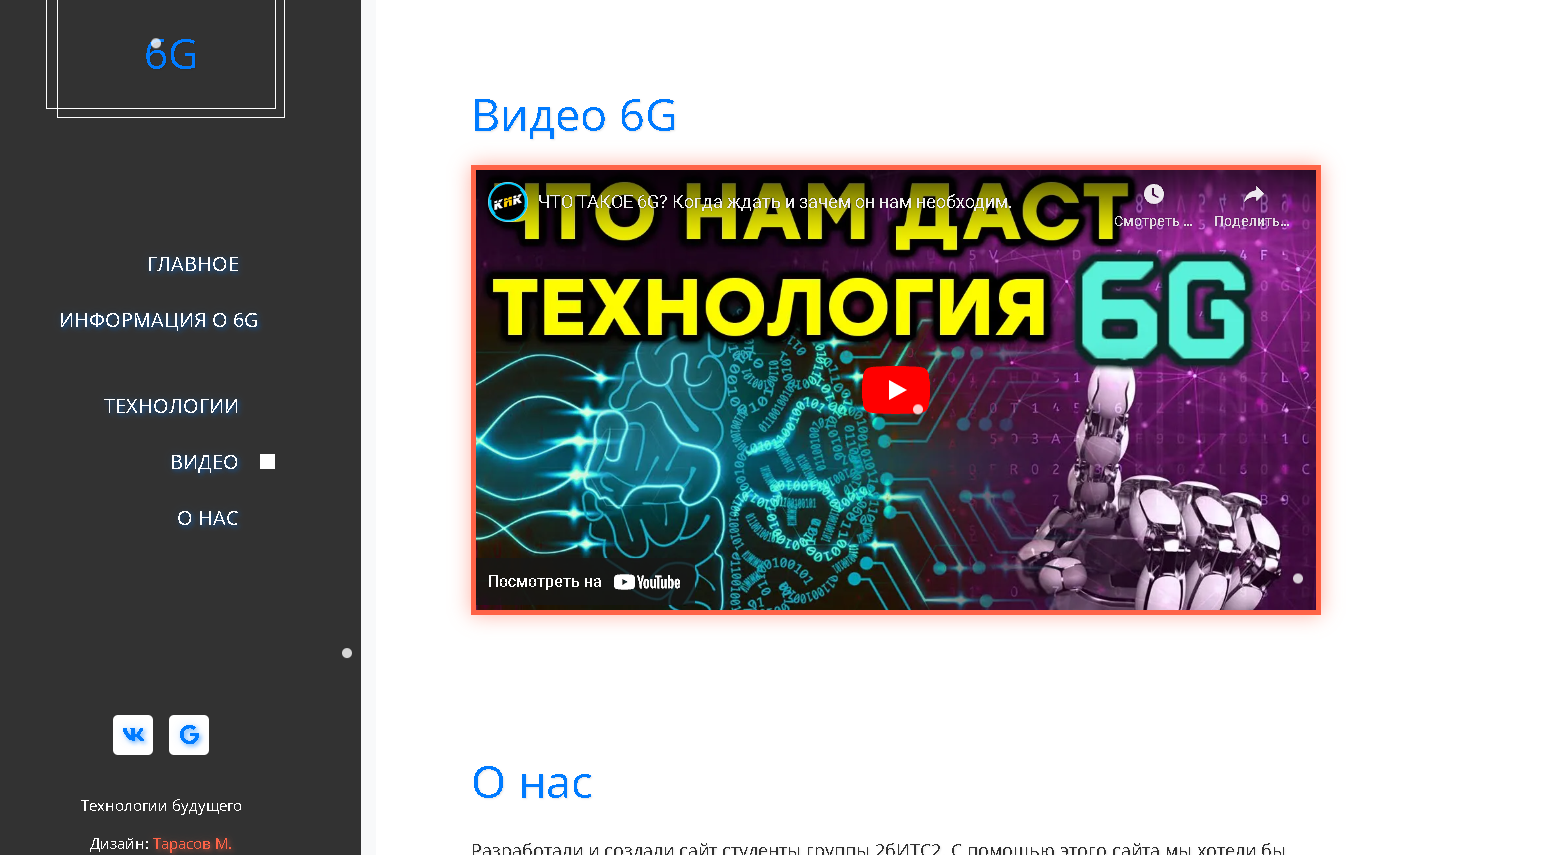 6G
ГЛАВНОЕ
ИНФОРМАЦИЯ О 6G
ТЕХНОЛОГИИ
ВИДЕО
О НАС
Технологии будущего
Дизайн: Тарасов М.
Видео 6G
КПК
ЧТО ТАКОЕ 6G? Когда ждать и зачем он нам необходим.
Смотреть ...
Поделить...
ЧТО НАМ ДАСТ
ТЕХНОЛОГИЯ 6G
Посмотреть на YouTube
О нас
Разработали и создали сайт студенты группы 2бИТС2. С помощью этого сайта мы хотели бы